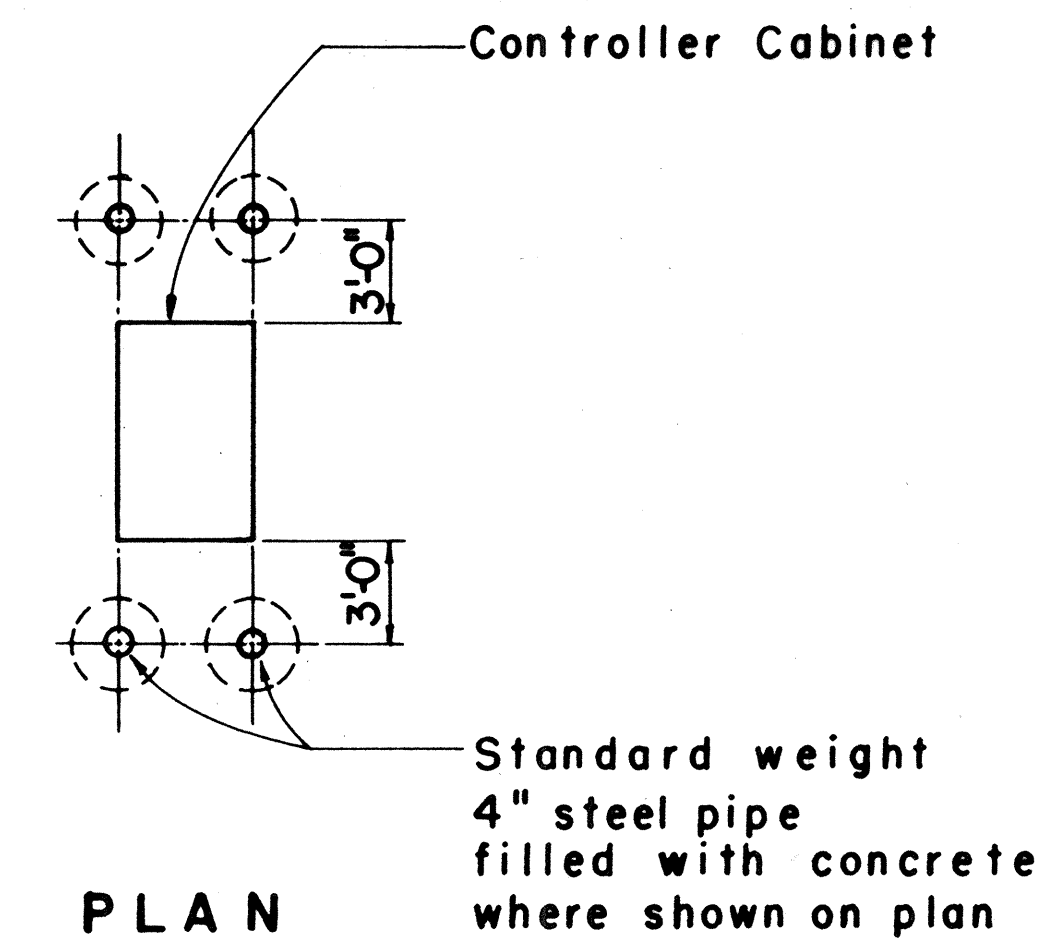 Controller Cabinet
3'-0"
3'-0"
Standard weight
4" steel pipe
filled with concrete
where shown on plan
PLAN